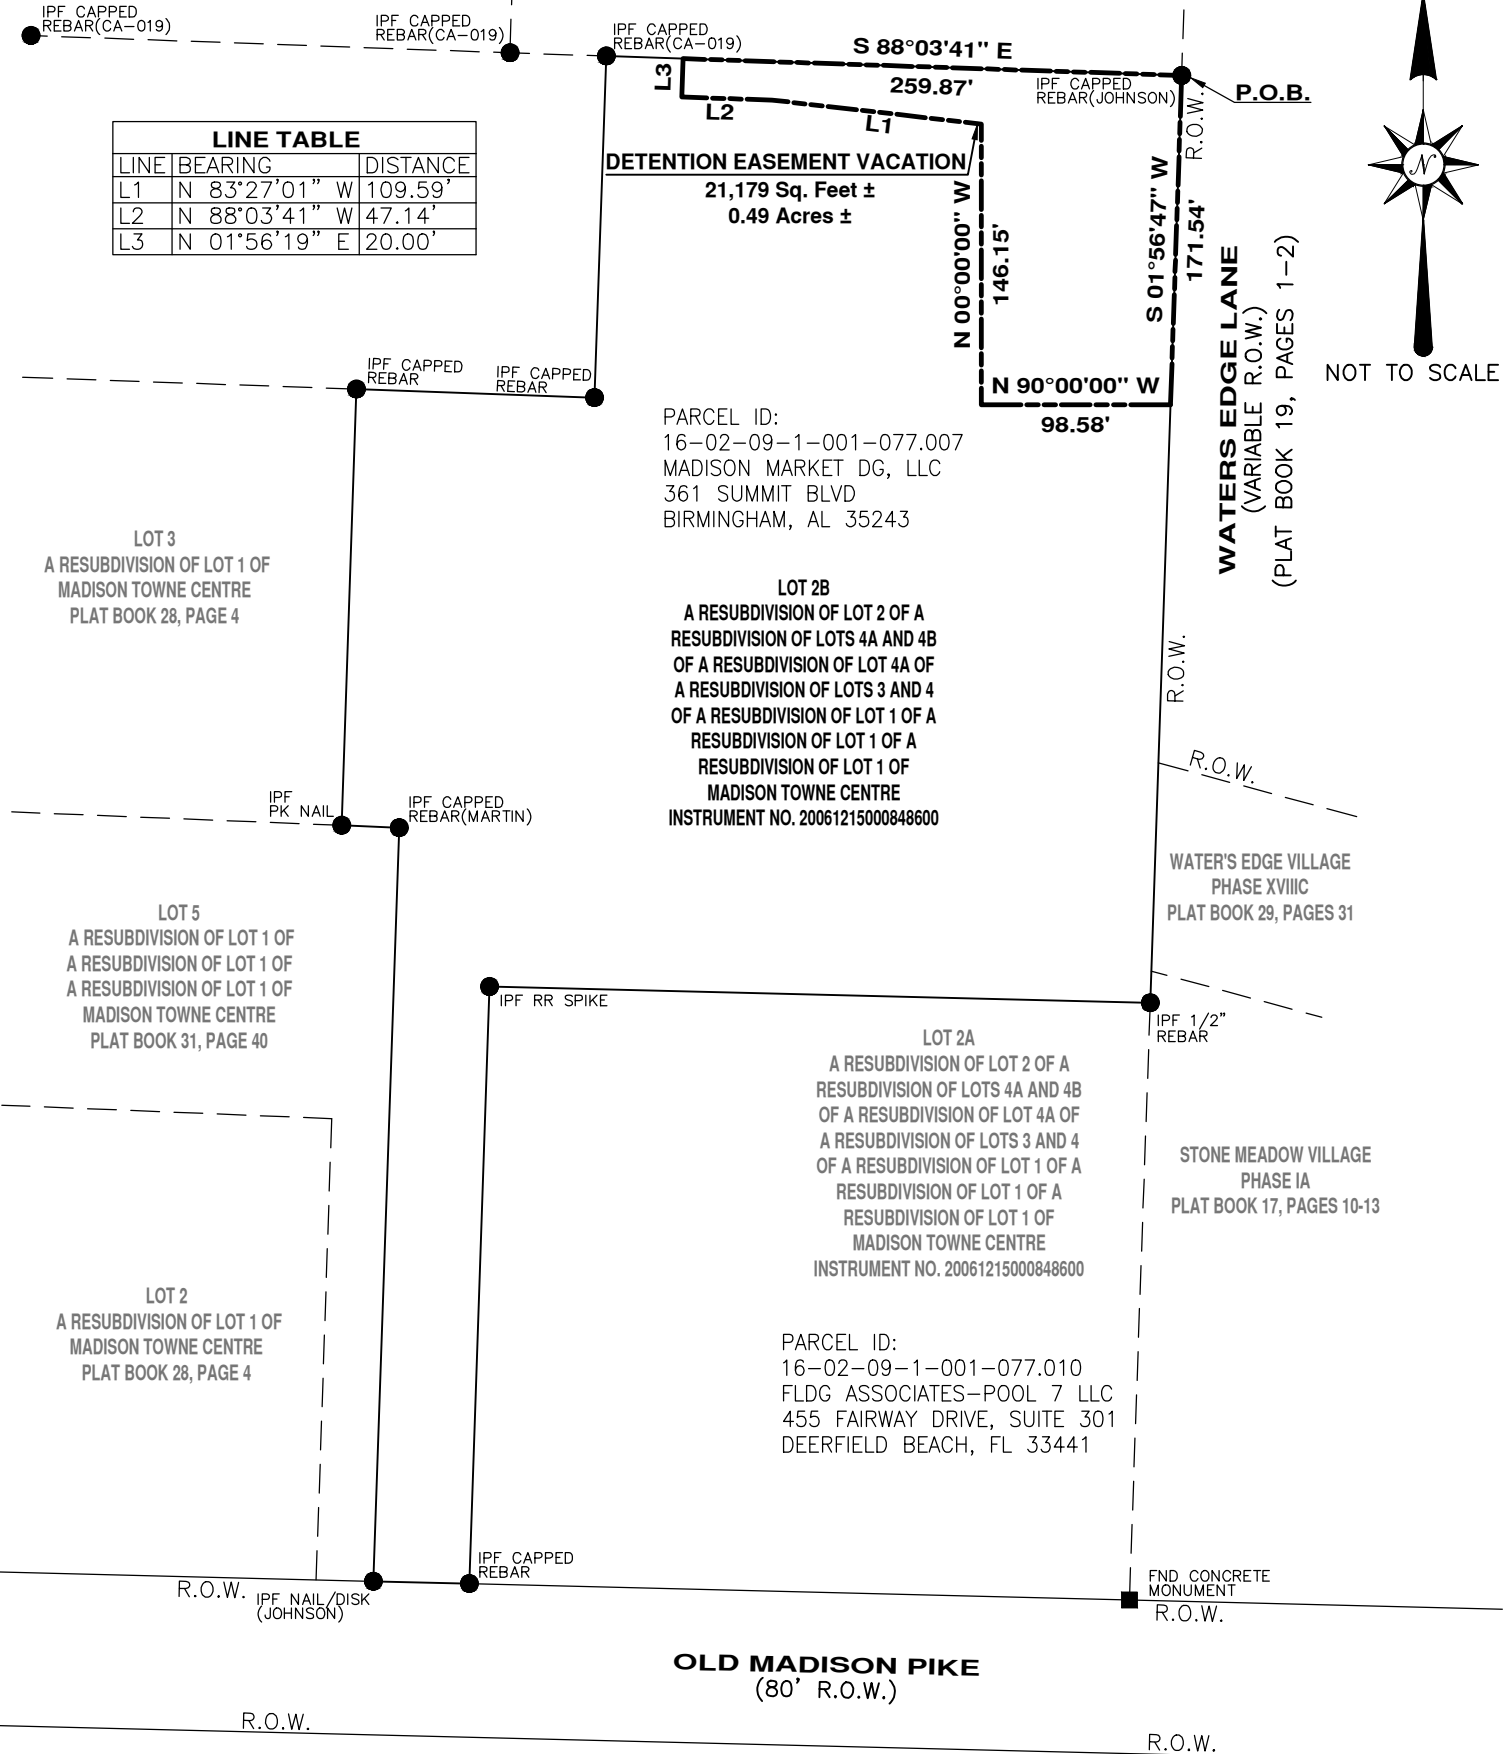 IPF CAPPED
REBAR(CA-019)
IPF CAPPED
REBAR(CA-019)
IPF CAPPED
REBAR(CA-019)
S 88°03'41" E
259.87'
IPF CAPPED
REBAR(JOHNSON)
P.O.B.
R.O.W.
L3
L2
L1
LINE TABLE
LINE BEARING DISTANCE
L1 N 83°27'01" W 109.59'
L2 N 88°03'41" W 47.14'
L3 N 01°56'19" E 20.00'
DETENTION EASEMENT VACATION
21,179 Sq. Feet ±
0.49 Acres ±
N 00°00'00" W
146.15'
S 01°56'47" W
171.54'
N
NOT TO SCALE
WATERS EDGE LANE
(VARIABLE R.O.W.)
(PLAT BOOK 19, PAGES 1-2)
N 90°00'00" W
98.58'
IPF CAPPED
REBAR
IPF CAPPED
REBAR
PARCEL ID:
16-02-09-1-001-077.007
MADISON MARKET DG, LLC
361 SUMMIT BLVD
BIRMINGHAM, AL 35243
LOT 3
A RESUBDIVISION OF LOT 1 OF
MADISON TOWNE CENTRE
PLAT BOOK 28, PAGE 4
LOT 2B
A RESUBDIVISION OF LOT 2 OF A
RESUBDIVISION OF LOTS 4A AND 4B
OF A RESUBDIVISION OF LOT 4A OF
A RESUBDIVISION OF LOTS 3 AND 4
OF A RESUBDIVISION OF LOT 1 OF A
RESUBDIVISION OF LOT 1 OF A
RESUBDIVISION OF LOT 1 OF
MADISON TOWNE CENTRE
INSTRUMENT NO. 20061215000848600
R.O.W.
R.O.W.
IPF
PK NAIL
IPF CAPPED
REBAR(MARTIN)
WATER'S EDGE VILLAGE
PHASE XVIIIC
PLAT BOOK 29, PAGES 31
LOT 5
A RESUBDIVISION OF LOT 1 OF
A RESUBDIVISION OF LOT 1 OF
A RESUBDIVISION OF LOT 1 OF
MADISON TOWNE CENTRE
PLAT BOOK 31, PAGE 40
IPF RR SPIKE
IPF 1/2"
REBAR
LOT 2A
A RESUBDIVISION OF LOT 2 OF A
RESUBDIVISION OF LOTS 4A AND 4B
OF A RESUBDIVISION OF LOT 4A OF
A RESUBDIVISION OF LOTS 3 AND 4
OF A RESUBDIVISION OF LOT 1 OF A
RESUBDIVISION OF LOT 1 OF A
RESUBDIVISION OF LOT 1 OF
MADISON TOWNE CENTRE
INSTRUMENT NO. 20061215000848600
STONE MEADOW VILLAGE
PHASE IA
PLAT BOOK 17, PAGES 10-13
LOT 2
A RESUBDIVISION OF LOT 1 OF
MADISON TOWNE CENTRE
PLAT BOOK 28, PAGE 4
PARCEL ID:
16-02-09-1-001-077.010
FLDG ASSOCIATES-POOL 7 LLC
455 FAIRWAY DRIVE, SUITE 301
DEERFIELD BEACH, FL 33441
IPF CAPPED
REBAR
R.O.W.
IPF NAIL/DISK
(JOHNSON)
FND CONCRETE
MONUMENT
R.O.W.
OLD MADISON PIKE
(80' R.O.W.)
R.O.W.
R.O.W.